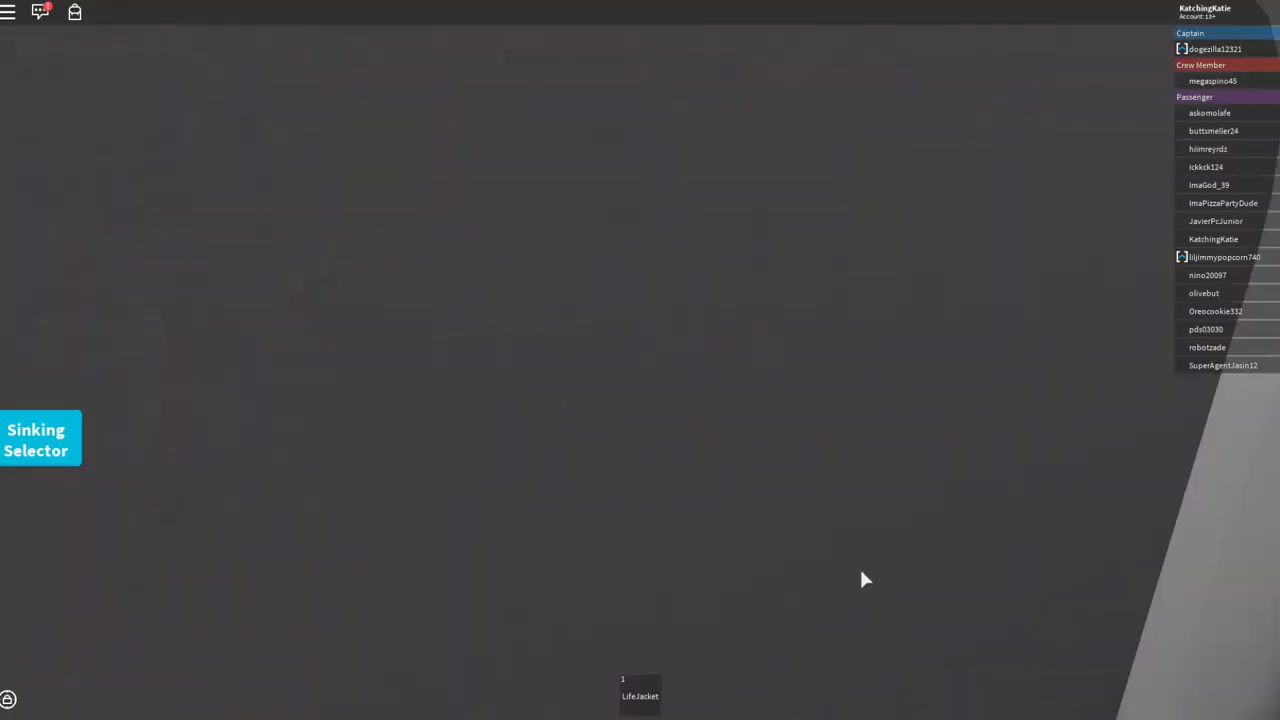 KatchingKatie
Account: 13+
Captain
dogezilla12321
Crew Member
megaspino45
Passenger
askomolafe
buttsmeller24
hiimreyrdz
ickkck124
ImaGod_39
ImaPizzaPartyDude
JavierPcJunior
KatchingKatie
liljimmypopcorn740
nino20097
olivebut
Oreocookie332
pds03030
robotzade
SuperAgentJasin12
Sinking
Selector
1
LifeJacket